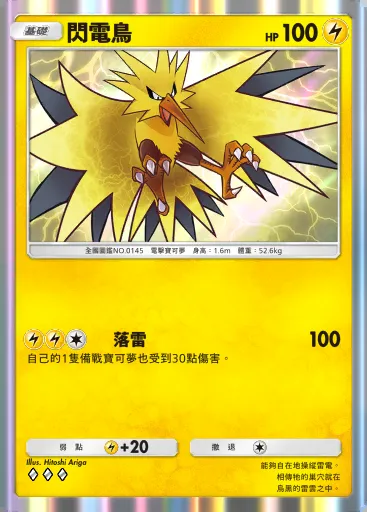 基礎 閃電鳥 HP 100
全國圖鑑NO.0145 電擊寶可夢 身高：1.6m 體重：52.6kg
落雷 100
自己的1隻備戰寶可夢也受到30點傷害。
弱點 +20 撤退
Illus. Hitoshi Ariga
能夠自在地操縱雷電。
相傳牠的巢穴就在
烏黑的雷雲之中。